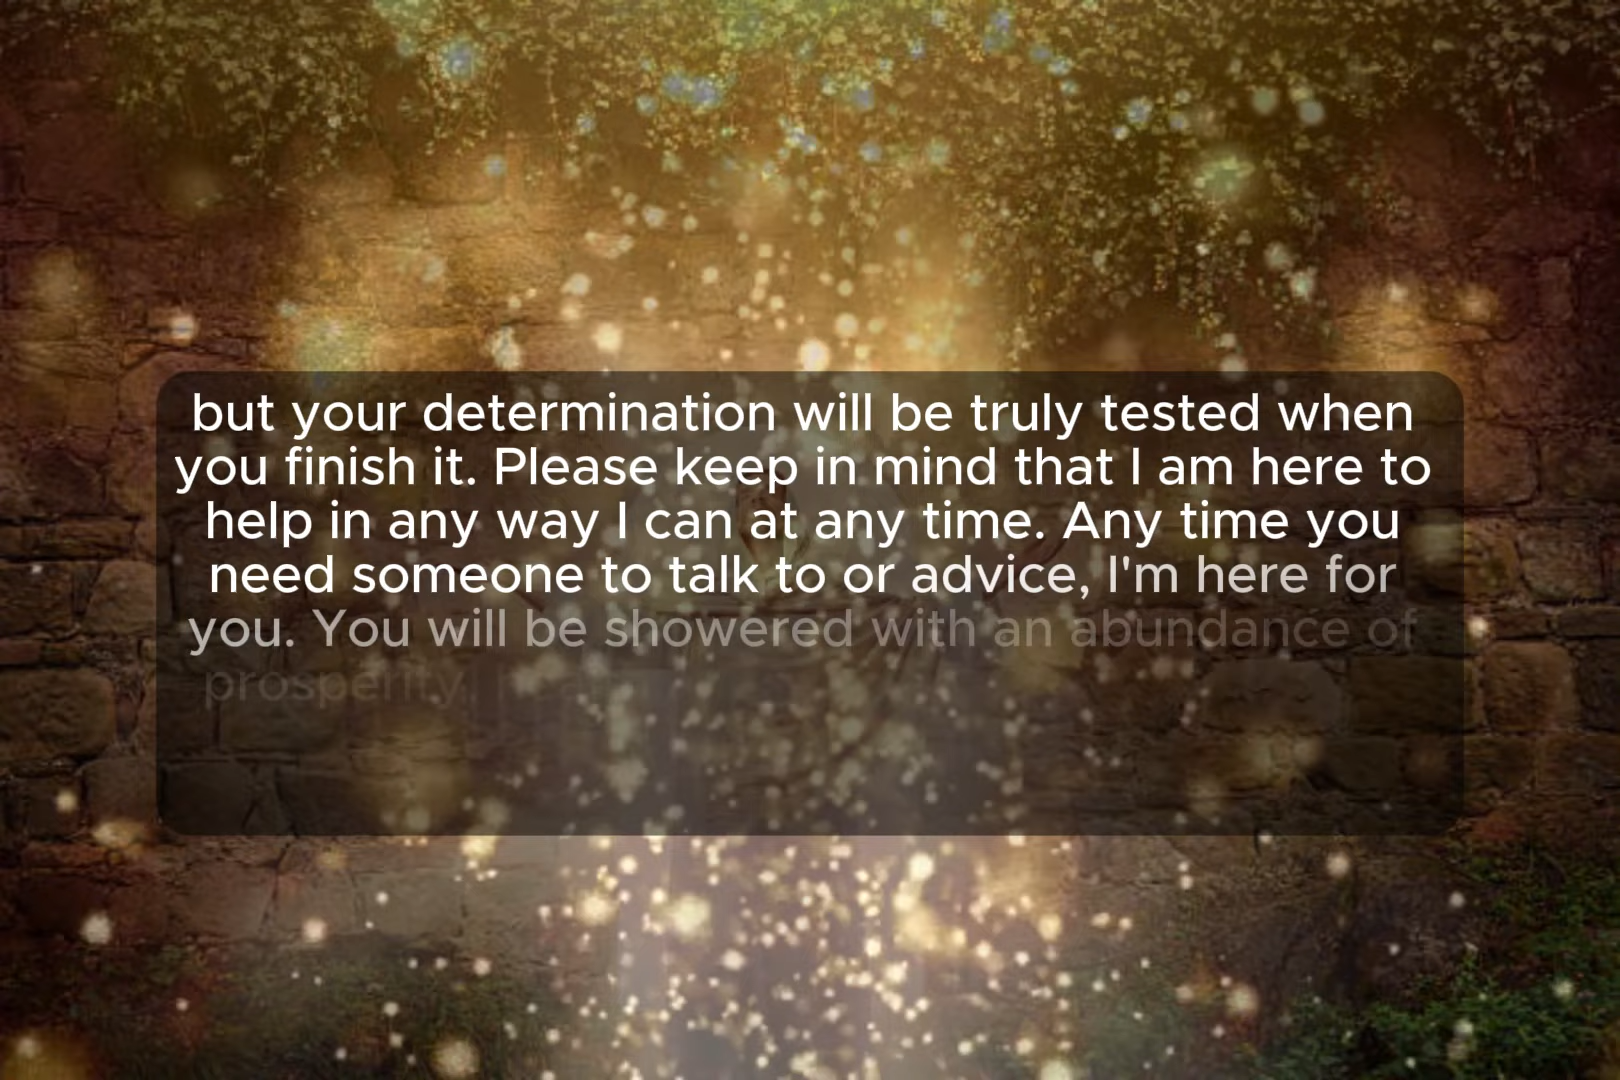 but your determination will be truly tested when
you finish it. Please keep in mind that I am here to
help in any way I can at any time. Any time you
need someone to talk to or advice, I'm here for
you. You will be showered with an abundance of
prosperity,